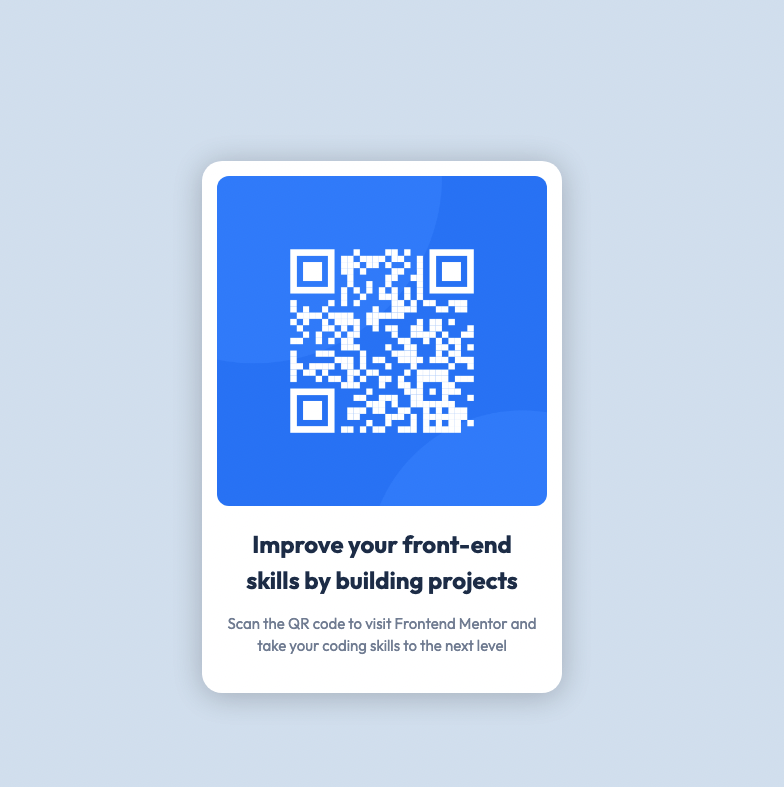 Improve your front-end
skills by building projects
Scan the QR code to visit Frontend Mentor and
take your coding skills to the next level